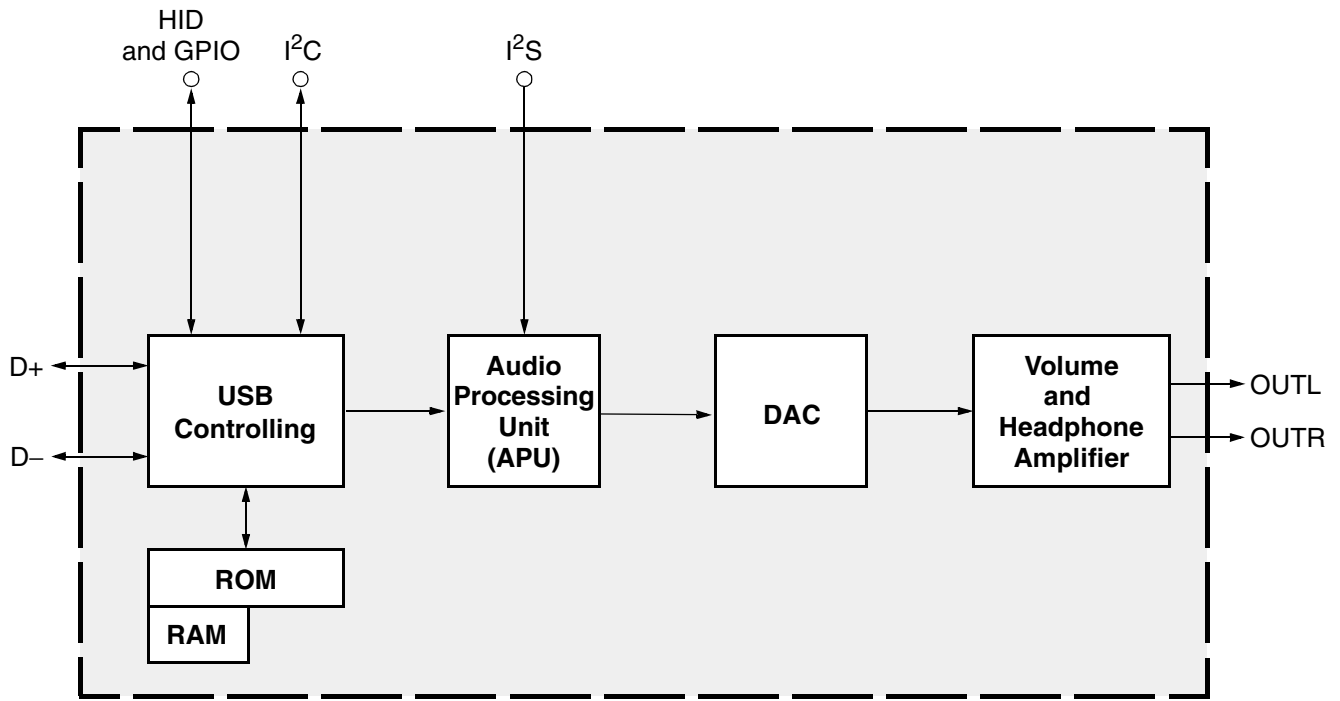 HID
and GPIO
I²C
I²S
D+
D–
USB
Controlling
Audio
Processing
Unit
(APU)
DAC
Volume
and
Headphone
Amplifier
OUTL
OUTR
ROM
RAM